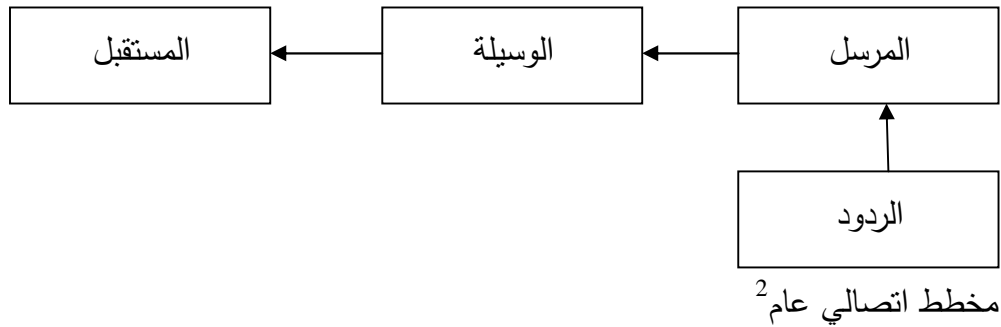 المرسل الوسيلة المستقبل
الردود
مخطط اتصالي عام2